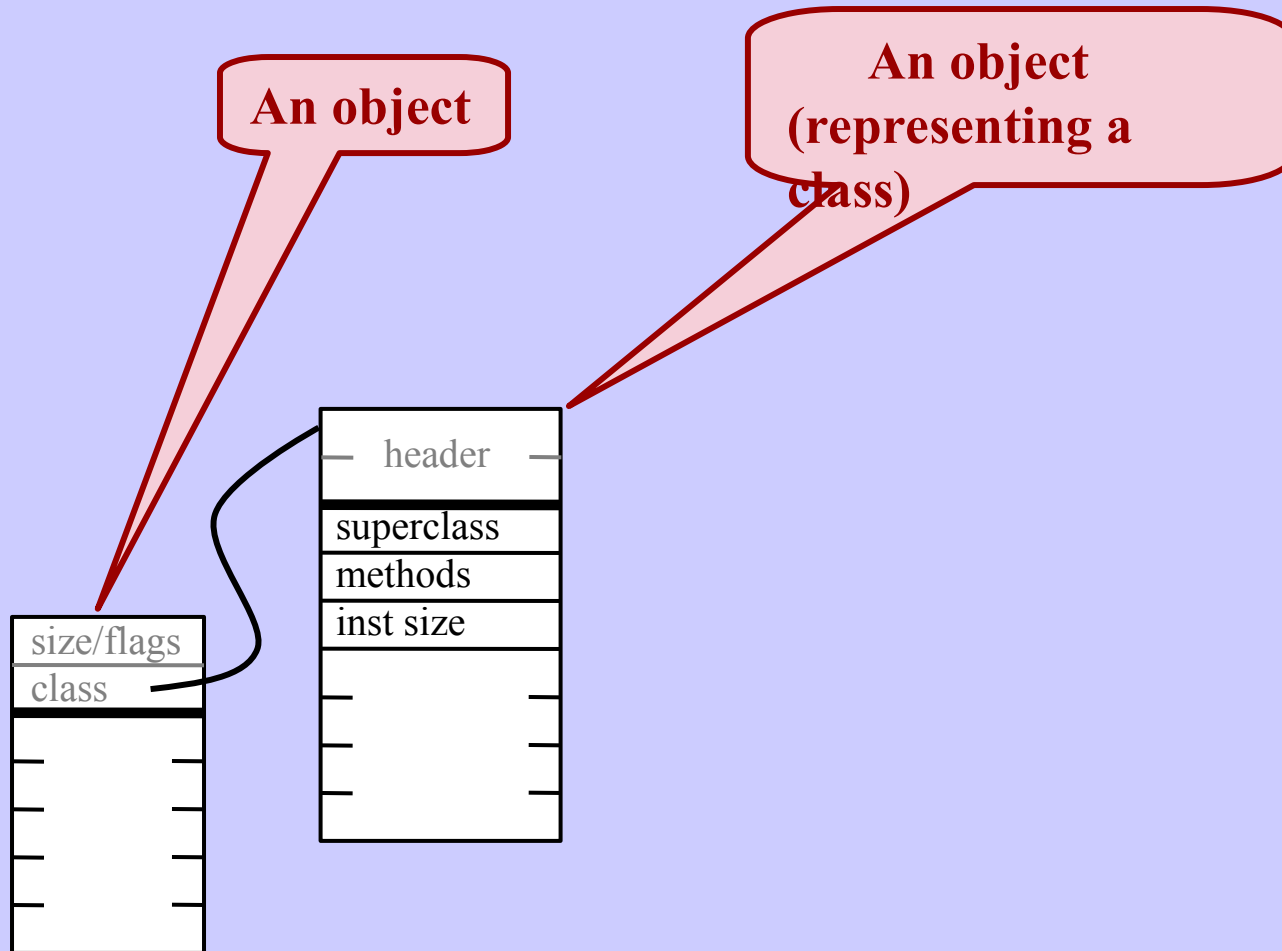 An object
An object
(representing a
class)
header
superclass
methods
inst size
size/flags
class